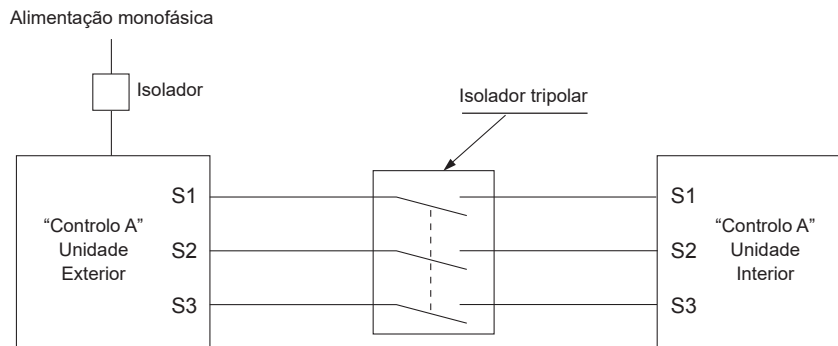 Alimentação monofásica
Isolador
Isolador tripolar
“Controlo A”
Unidade
Exterior
S1
S2
S3
S1
S2
S3
“Controlo A”
Unidade
Interior